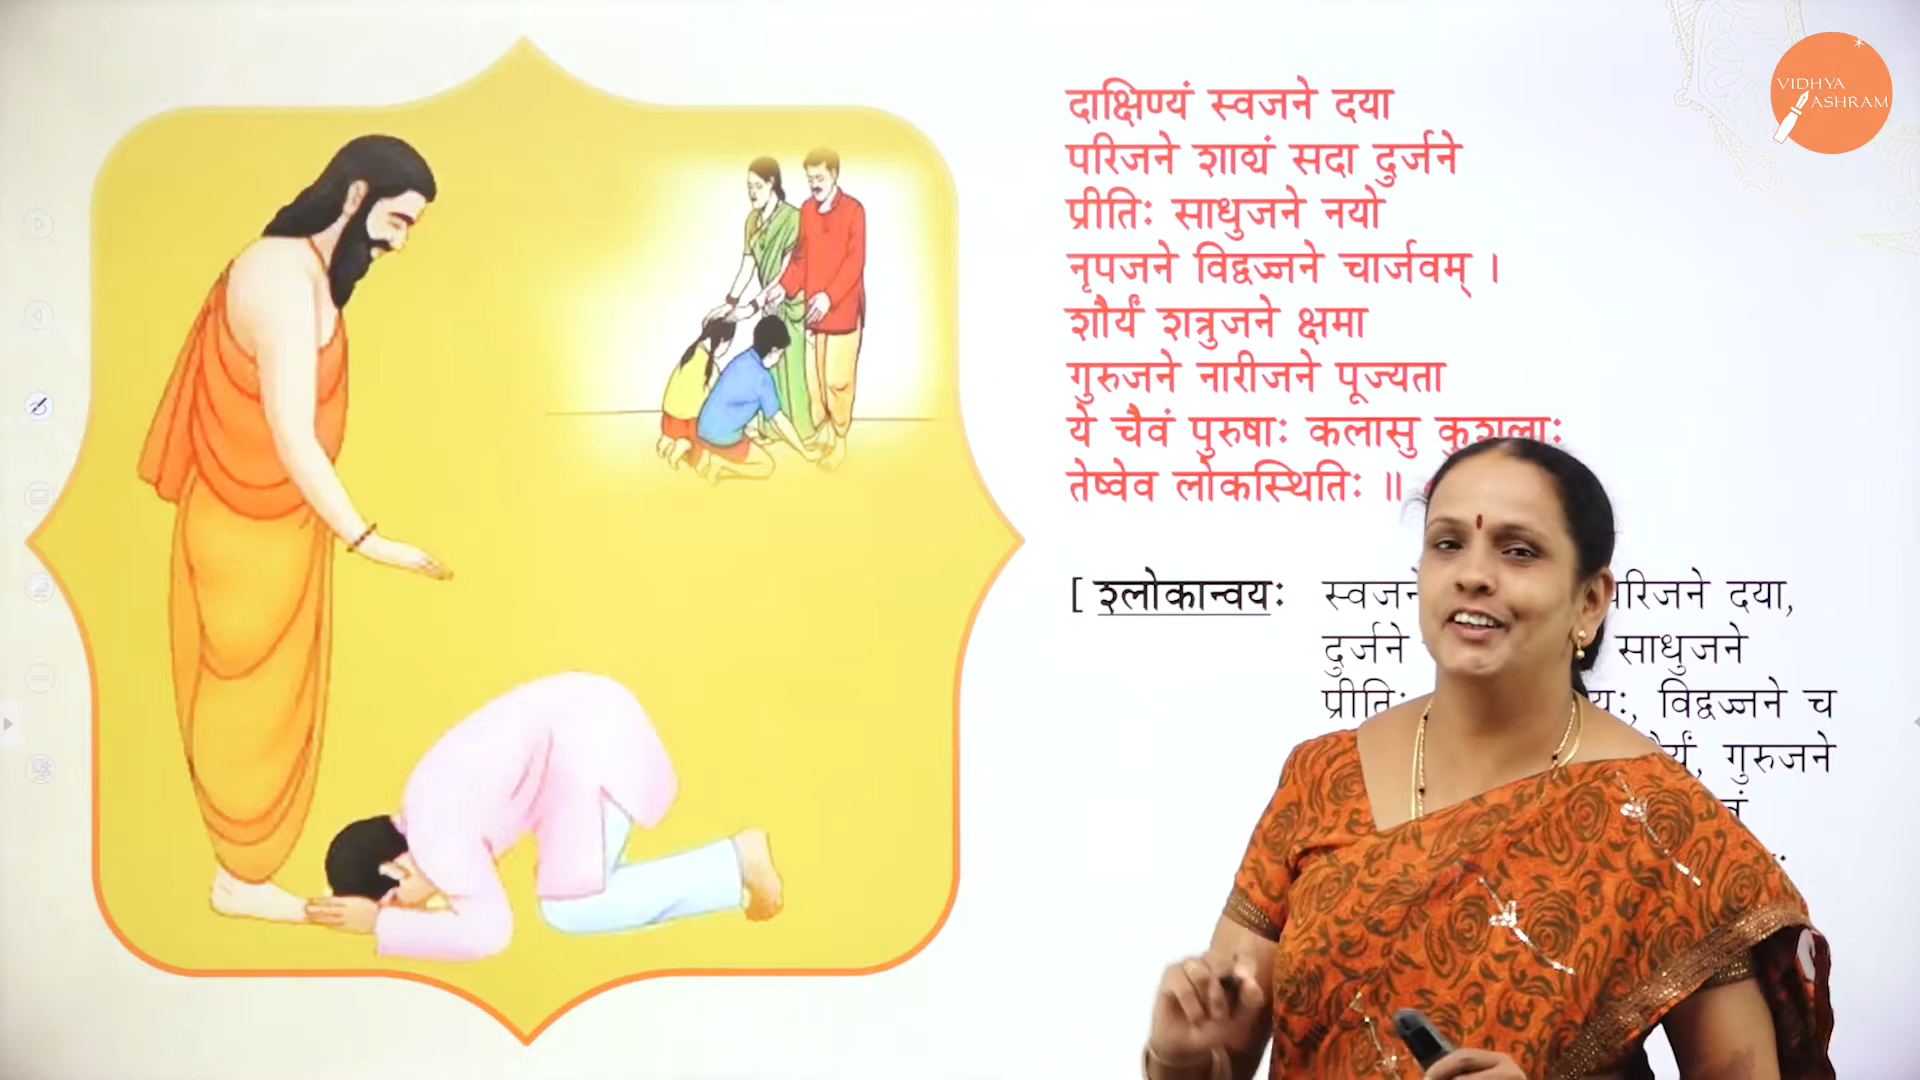 VIDHYA
ASHRAM
दाक्षिण्यं स्वजने दया
परिजने शाठ्यं सदा दुर्जने
प्रीतिः साधुजने नयो
नृपजने विद्वज्जने चार्जवम् ।
शौर्यं शत्रुजने क्षमा
गुरुजने नारीजने पूज्यता
ये चैवं पुरुषाः कलासु कुशलाः
तेष्वेव लोकस्थितिः ॥
[ श्लोकान्वयः परिजने दया,
दुर्जने साधुजने
प्रीतिः विद्वज्जने च
गुरुजने